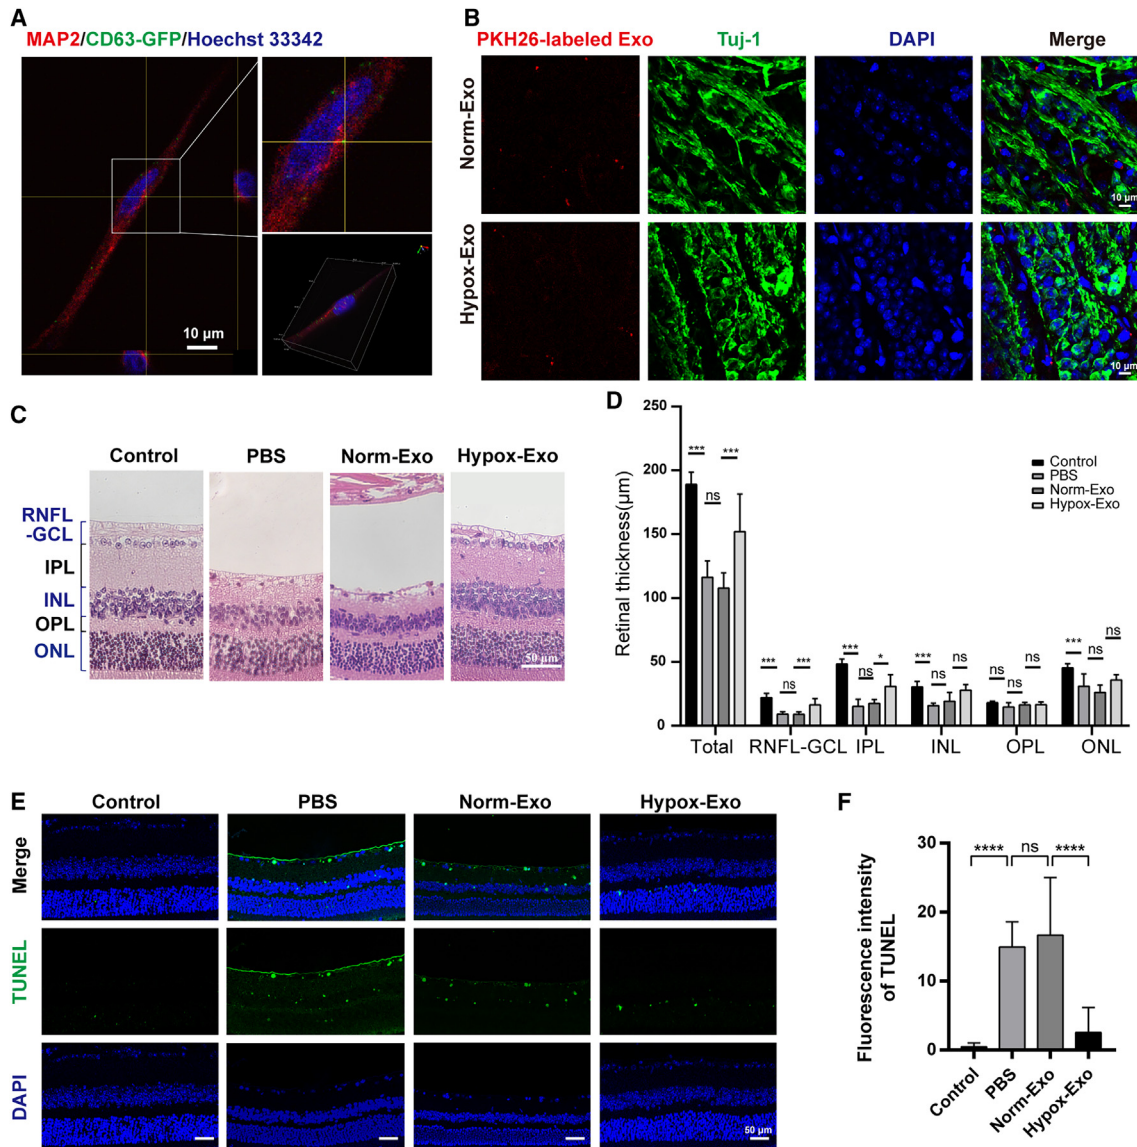 A
MAP2/CD63-GFP/Hoechst 33342
10 µm
B
PKH26-labeled Exo
Tuj-1
DAPI
Merge
Norm-Exo
10 µm
Hypox-Exo
10 µm
C
Control
PBS
Norm-Exo
Hypox-Exo
RNFL
-GCL
IPL
INL
OPL
ONL
50 µm
D
Retinal thickness(µm)
250
200
150
100
50
0
***
ns
***
***
ns
***
***
ns
*
***
ns
ns
ns
ns
ns
***
ns
ns
Control
PBS
Norm-Exo
Hypox-Exo
Total
RNFL-GCL
IPL
INL
OPL
ONL
E
Control
PBS
Norm-Exo
Hypox-Exo
Merge
TUNEL
DAPI
50 µm
F
Fluorescence intensity
of TUNEL
30
20
10
0
****
ns
****
Control
PBS
Norm-Exo
Hypox-Exo